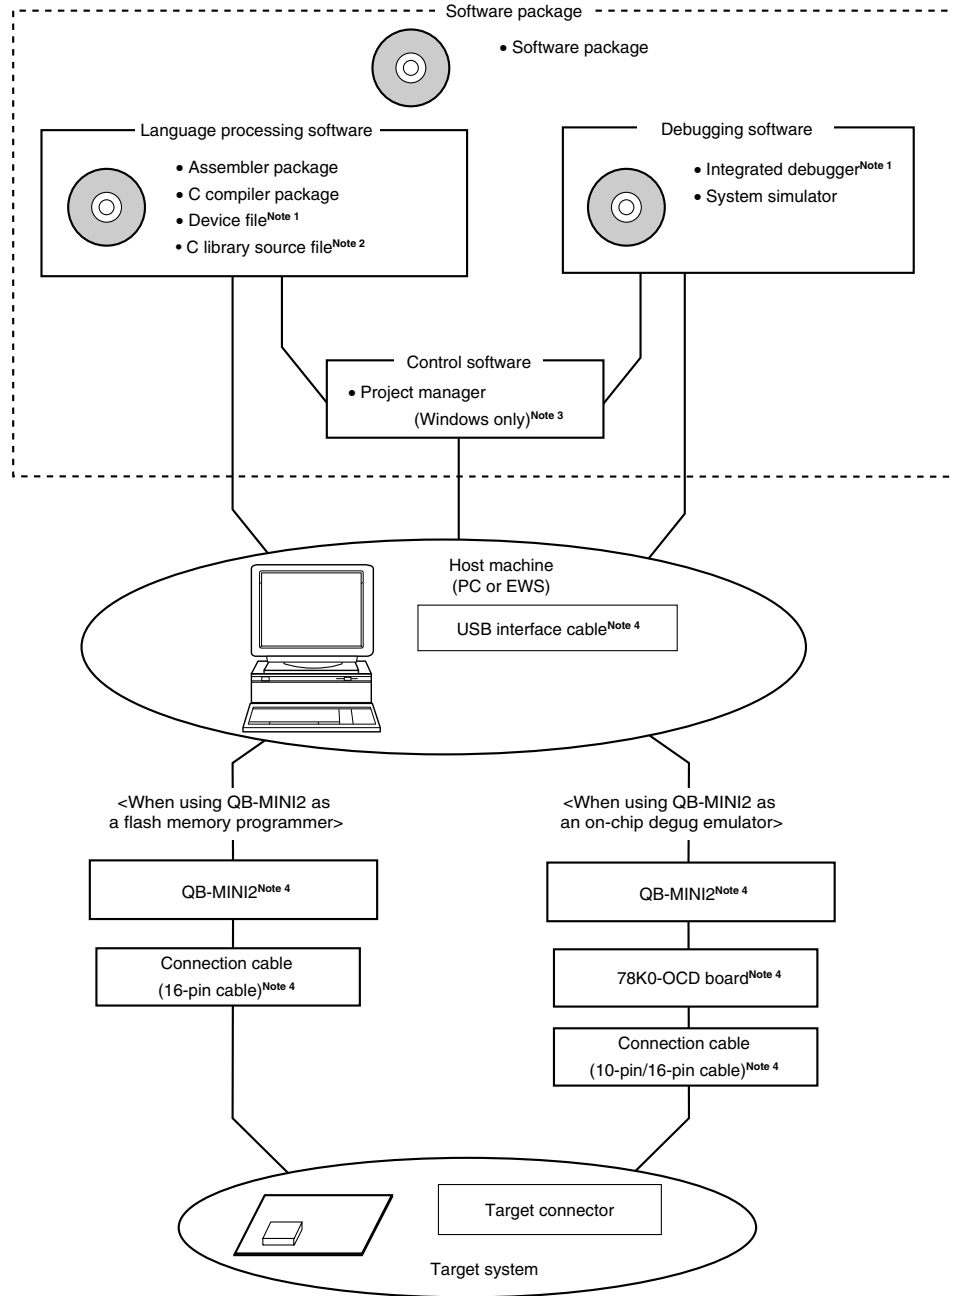 Software package
• Software package
Language processing software
• Assembler package
• C compiler package
• Device fileNote 1
• C library source fileNote 2
Debugging software
• Integrated debuggerNote 1
• System simulator
Control software
• Project manager
(Windows only)Note 3
Host machine
(PC or EWS)
USB interface cableNote 4
<When using QB-MINI2 as
a flash memory programmer>
QB-MINI2Note 4
Connection cable
(16-pin cable)Note 4
<When using QB-MINI2 as
an on-chip degug emulator>
QB-MINI2Note 4
78K0-OCD boardNote 4
Connection cable
(10-pin/16-pin cable)Note 4
Target connector
Target system